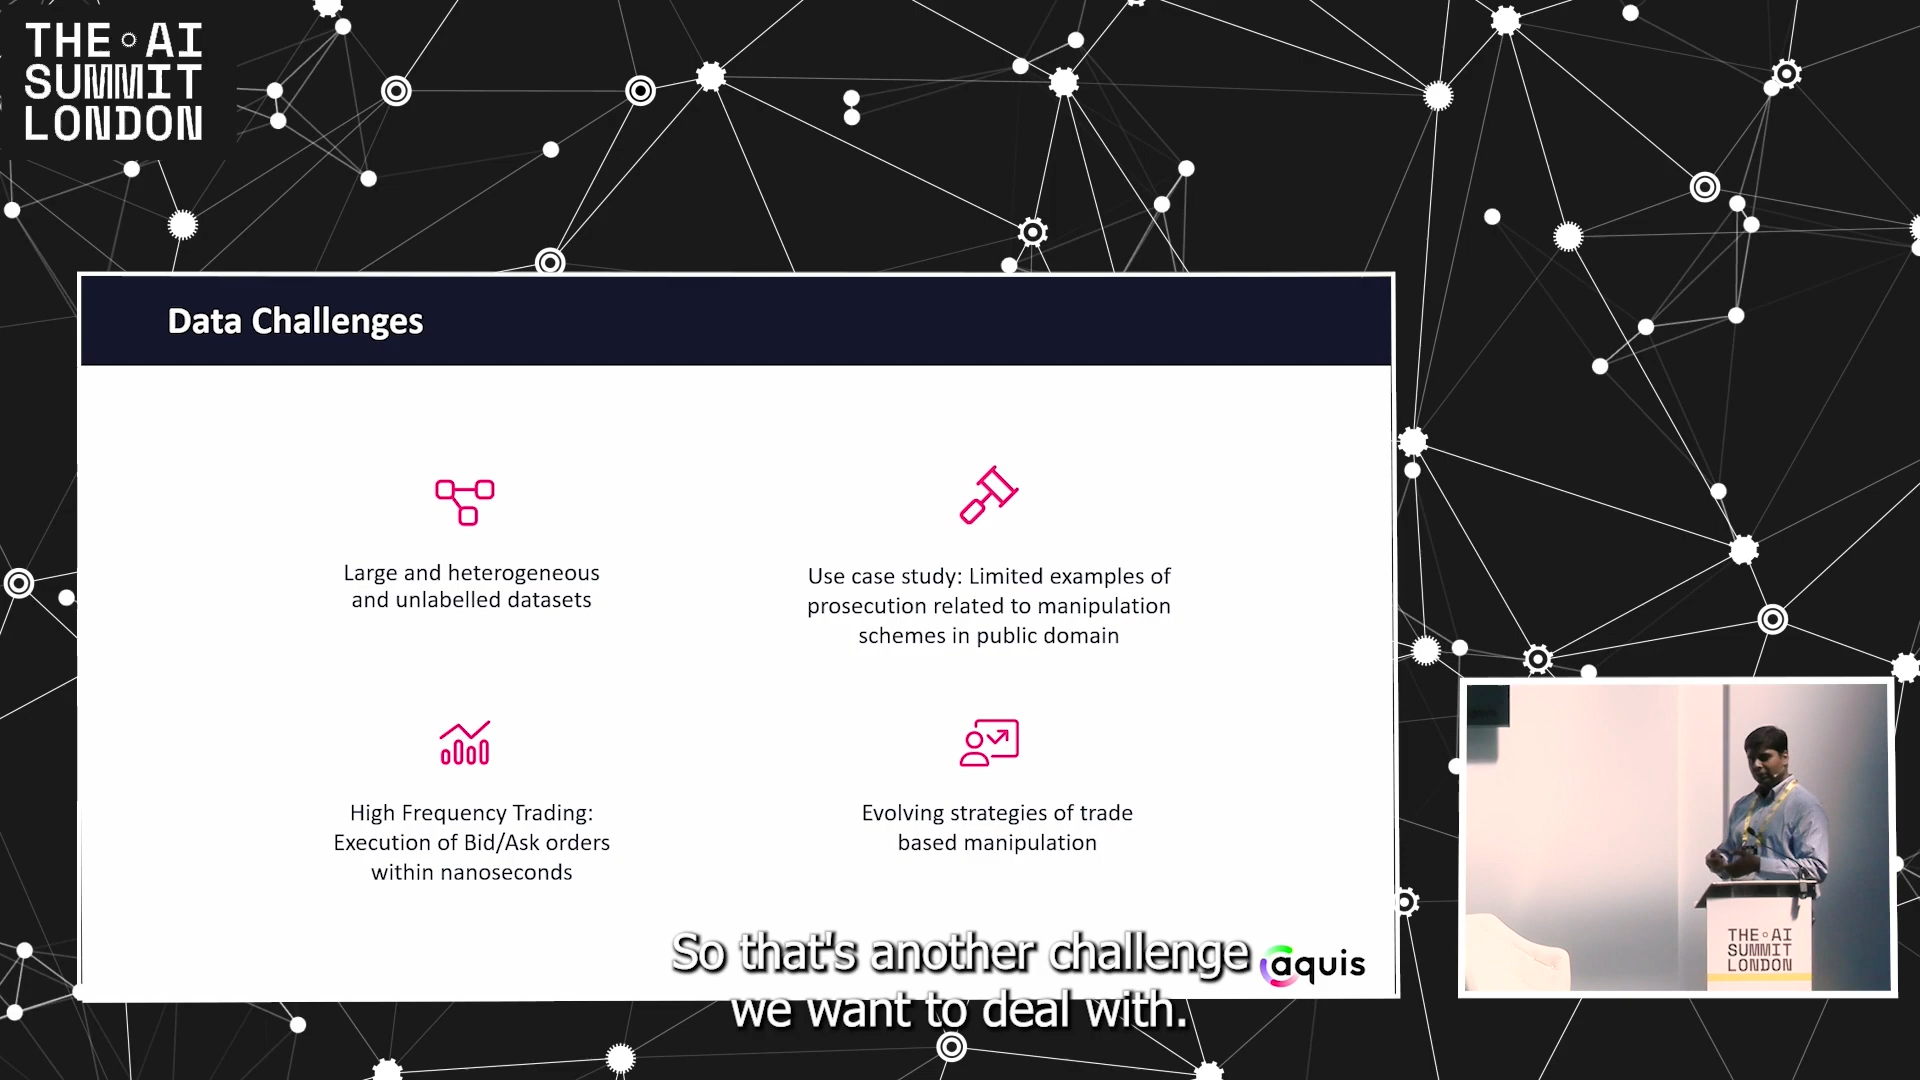 THE AI
SUMMIT
LONDON
Data Challenges
Large and heterogeneous
and unlabelled datasets
Use case study: Limited examples of
prosecution related to manipulation
schemes in public domain
High Frequency Trading:
Execution of Bid/Ask orders
within nanoseconds
Evolving strategies of trade
based manipulation
So that's another challenge
we want to deal with.
aquis
THE AI
SUMMIT
LONDON